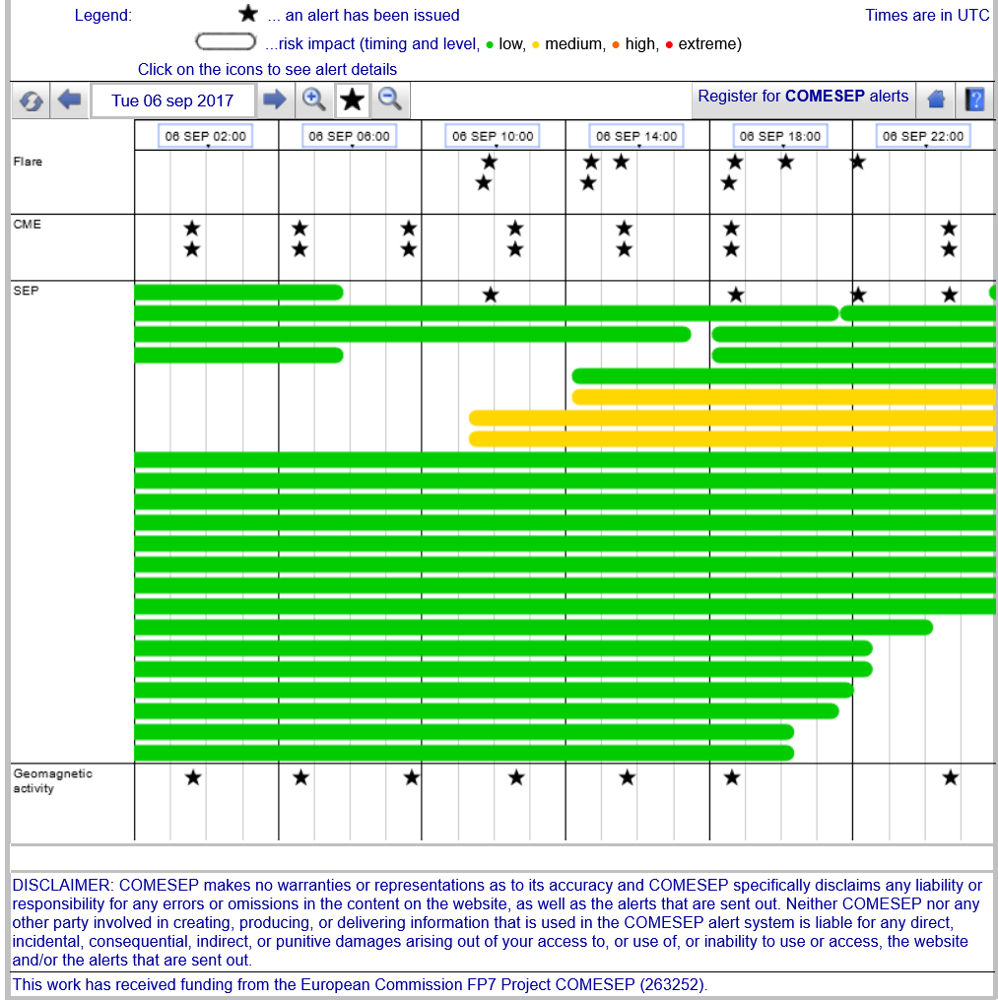 Legend:
... an alert has been issued
Times are in UTC
...risk impact (timing and level, ● low, ● medium, ● high, ● extreme)
Click on the icons to see alert details
Tue 06 sep 2017
Register for COMESEP alerts
06 SEP 02:00
06 SEP 06:00
06 SEP 10:00
06 SEP 14:00
06 SEP 18:00
06 SEP 22:00
Flare
CME
SEP
Geomagnetic
activity
DISCLAIMER: COMESEP makes no warranties or representations as to its accuracy and COMESEP specifically disclaims any liability or
responsibility for any errors or omissions in the content on the website, as well as the alerts that are sent out. Neither COMESEP nor any
other party involved in creating, producing, or delivering information that is used in the COMESEP alert system is liable for any direct,
incidental, consequential, indirect, or punitive damages arising out of your access to, or use of, or inability to use or access, the website
and/or the alerts that are sent out.
This work has received funding from the European Commission FP7 Project COMESEP (263252).